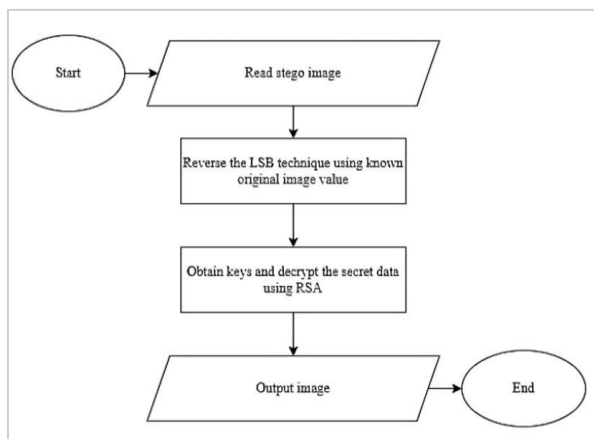 Start
Read stego image
Reverse the LSB technique using known
original image value
Obtain keys and decrypt the secret data
using RSA
Output image
End